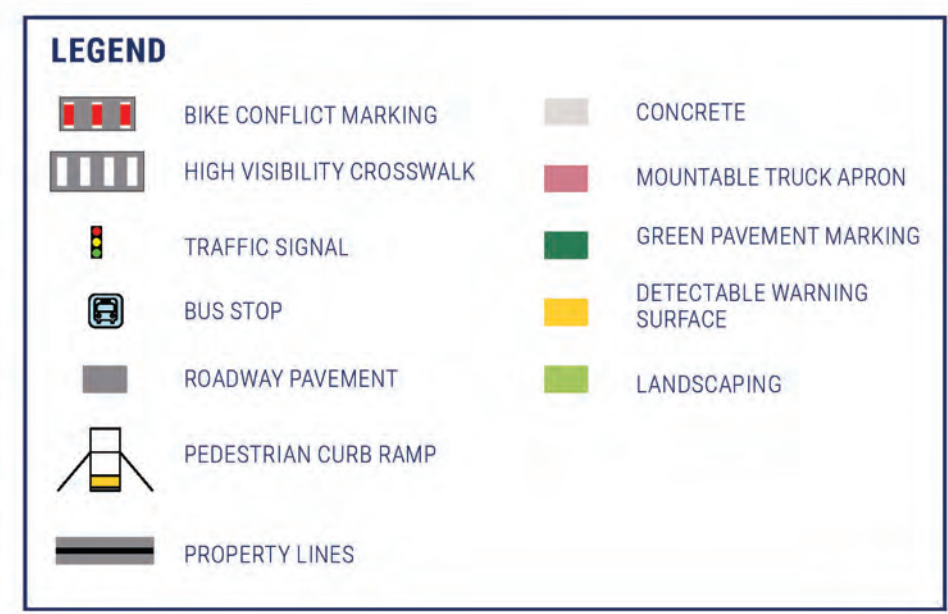 LEGEND
BIKE CONFLICT MARKING
HIGH VISIBILITY CROSSWALK
TRAFFIC SIGNAL
BUS STOP
ROADWAY PAVEMENT
PEDESTRIAN CURB RAMP
PROPERTY LINES
CONCRETE
MOUNTABLE TRUCK APRON
GREEN PAVEMENT MARKING
DETECTABLE WARNING
SURFACE
LANDSCAPING